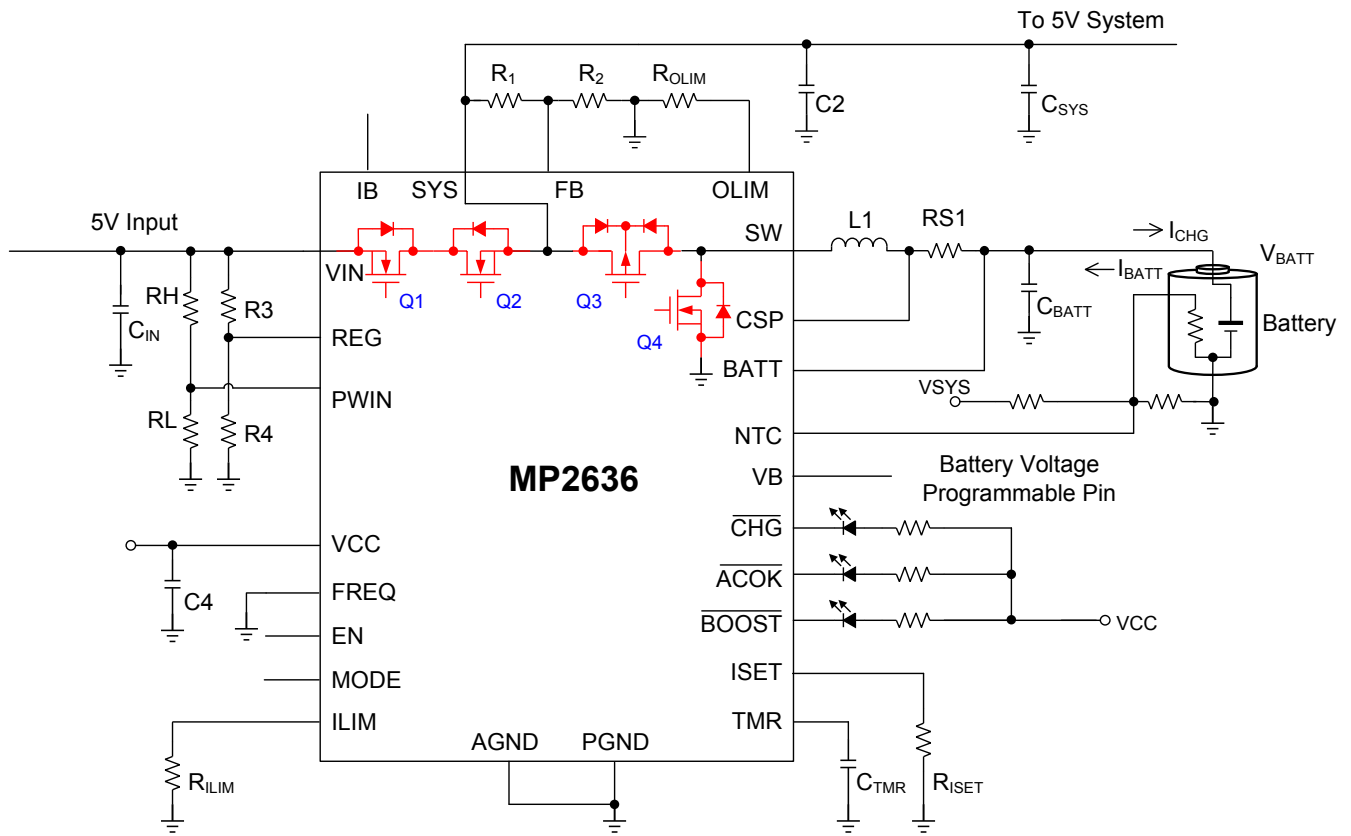 To 5V System
R1
R2
ROLIM
C2
CSYS
IB
SYS
FB
OLIM
5V Input
SW
L1
RS1
ICHG
VIN
IBATT
VBATT
RH
R3
Q1
Q2
Q3
CIN
CSP
CBATT
Battery
REG
Q4
BATT
VSYS
PWIN
RL
R4
NTC
MP2636
VB
Battery Voltage
Programmable Pin
CHG
VCC
ACOK
C4
FREQ
BOOST
VCC
EN
ISET
MODE
ILIM
TMR
AGND
PGND
RILIM
CTMR
RISET